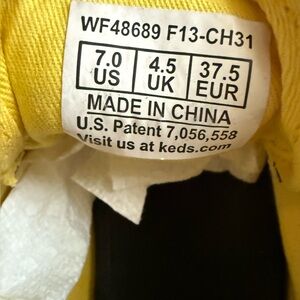 WF48689 F13-CH31
7.0 4.5 37.5
US UK EUR
MADE IN CHINA
U.S. Patent 7,056,558
Visit us at keds.com